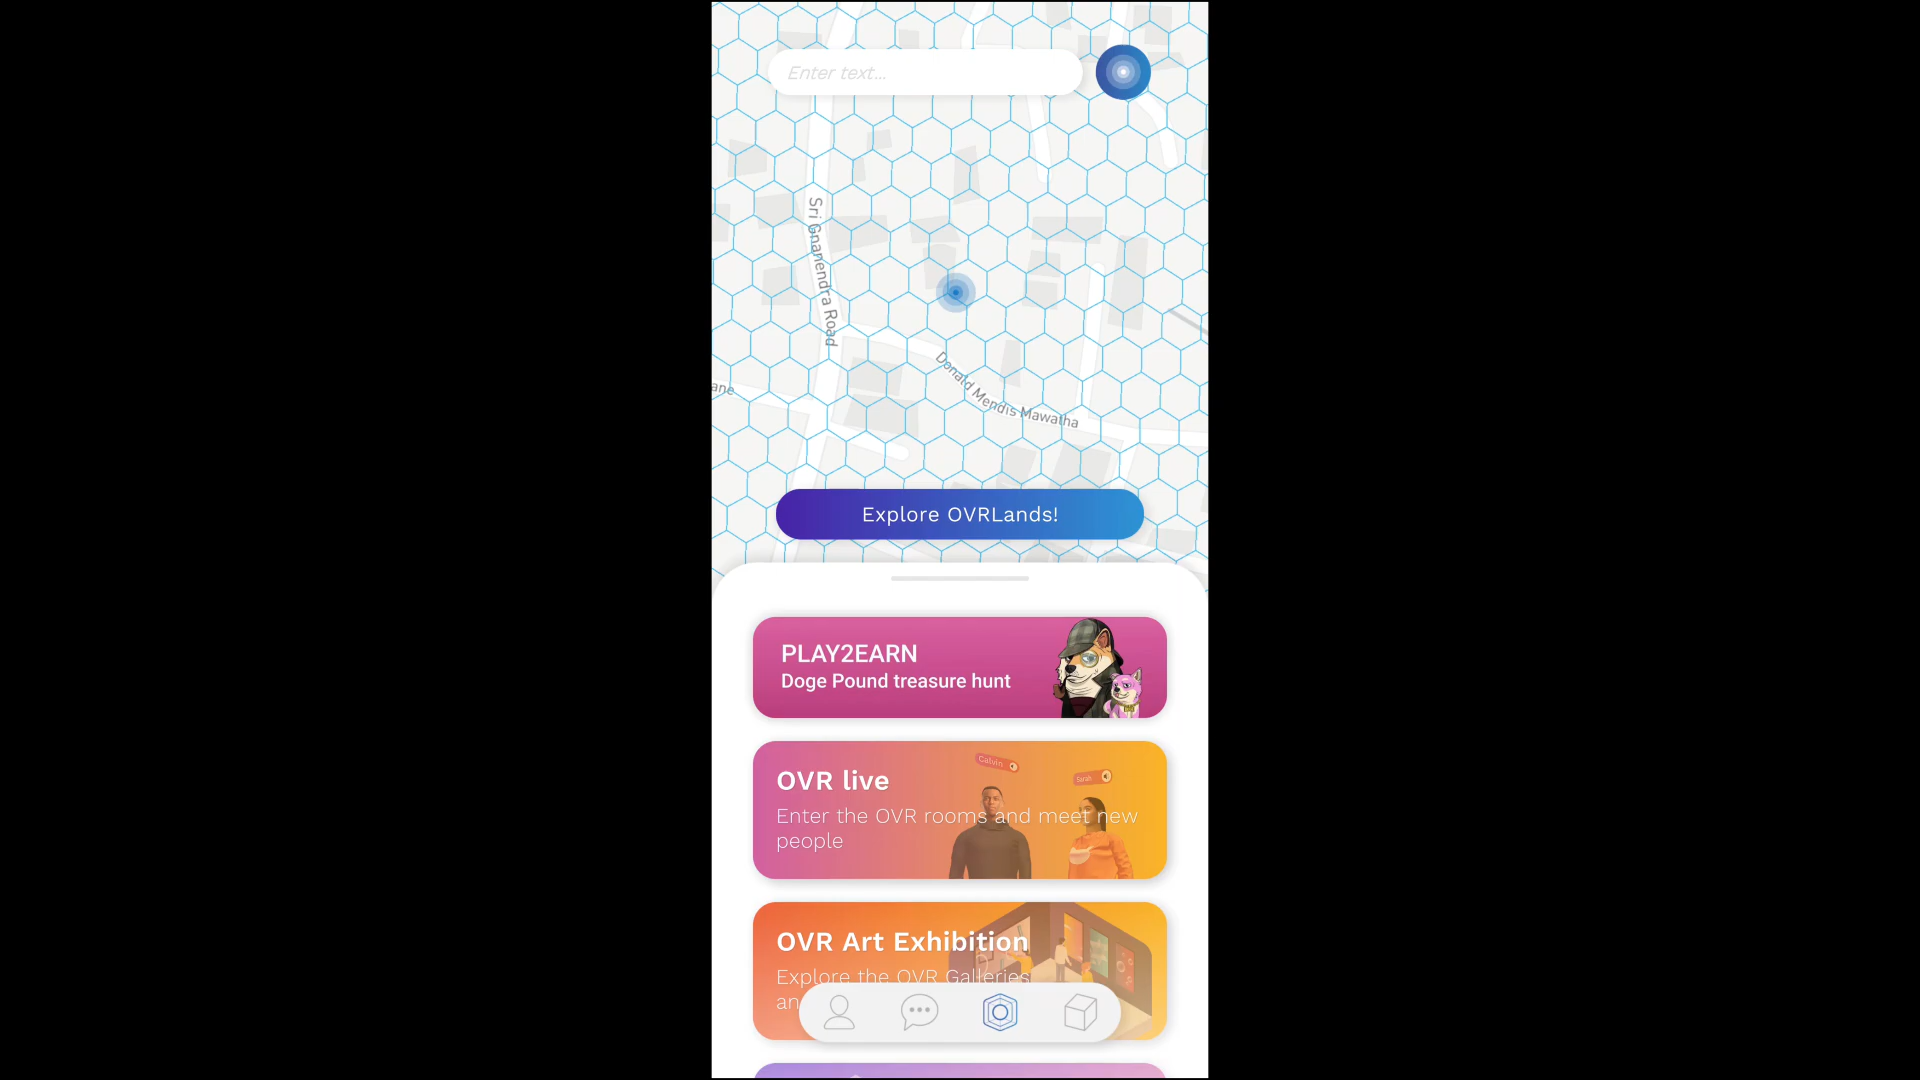 Enter text...
Sri Gnanendra Road
Donald Mendis Mawatha
ane
Explore OVRLands!
PLAY2EARN
Doge Pound treasure hunt
Calvin
Sarah
OVR live
Enter the OVR rooms and meet new
people
OVR Art Exhibition
Explore the OVR Galleries
an